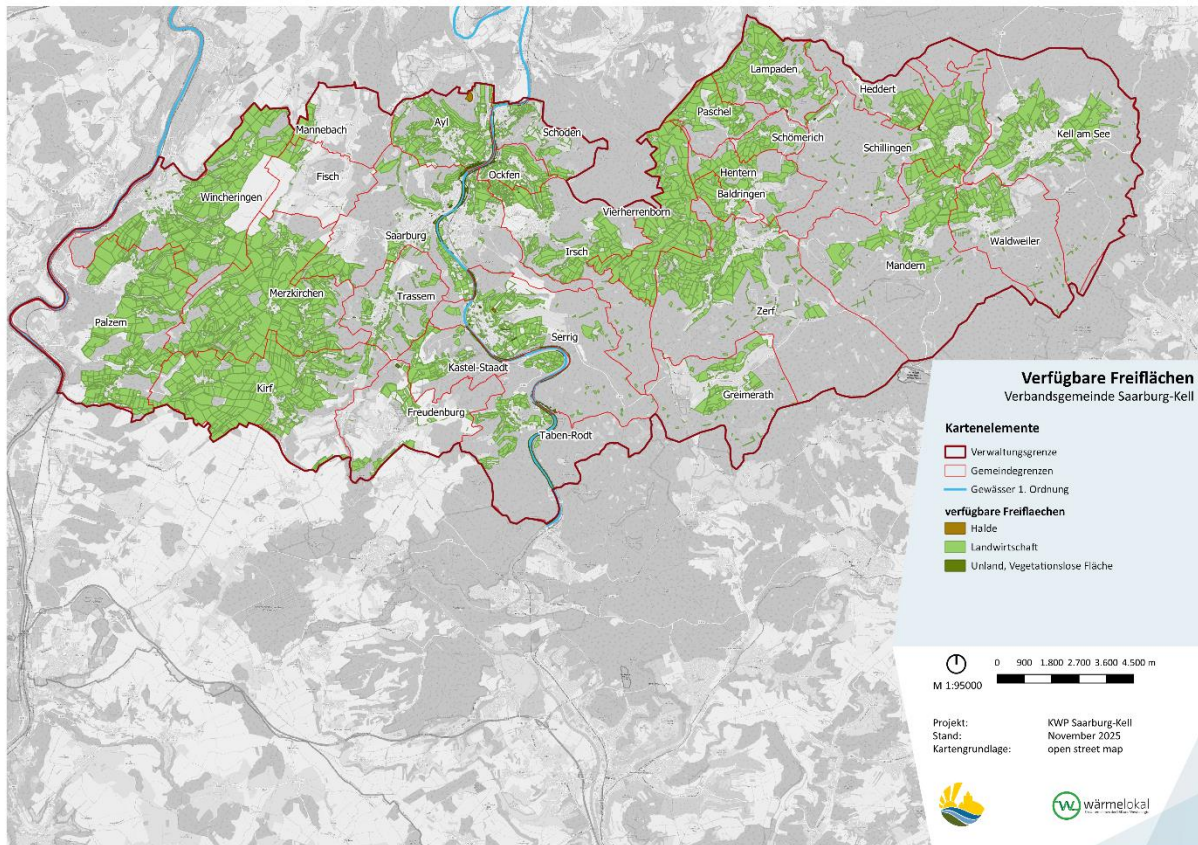 Lampaden
Heddert
Mannebach
Ayl
Paschel
Schoden
Schömerich
Kell am See
Schillingen
Fisch
Ockfen
Hentern
Wincheringen
Baldringen
Vierherrenborn
Saarburg
Waldweiler
Irsch
Mandern
Merzkirchen
Trassem
Zerf
Palzem
Serrig
Kastel-Staadt
Kirf
Greimerath
Freudenburg
Taben-Rodt
Verfügbare Freiflächen
Verbandsgemeinde Saarburg-Kell
Kartenelemente
Verwaltungsgrenze
Gemeindegrenzen
Gewässer 1. Ordnung
verfügbare Freiflaechen
Halde
Landwirtschaft
Unland, Vegetationslose Fläche
0 900 1.800 2.700 3.600 4.500 m
M 1:95000
Projekt: KWP Saarburg-Kell
Stand: November 2025
Kartengrundlage: open street map
wärmelokal